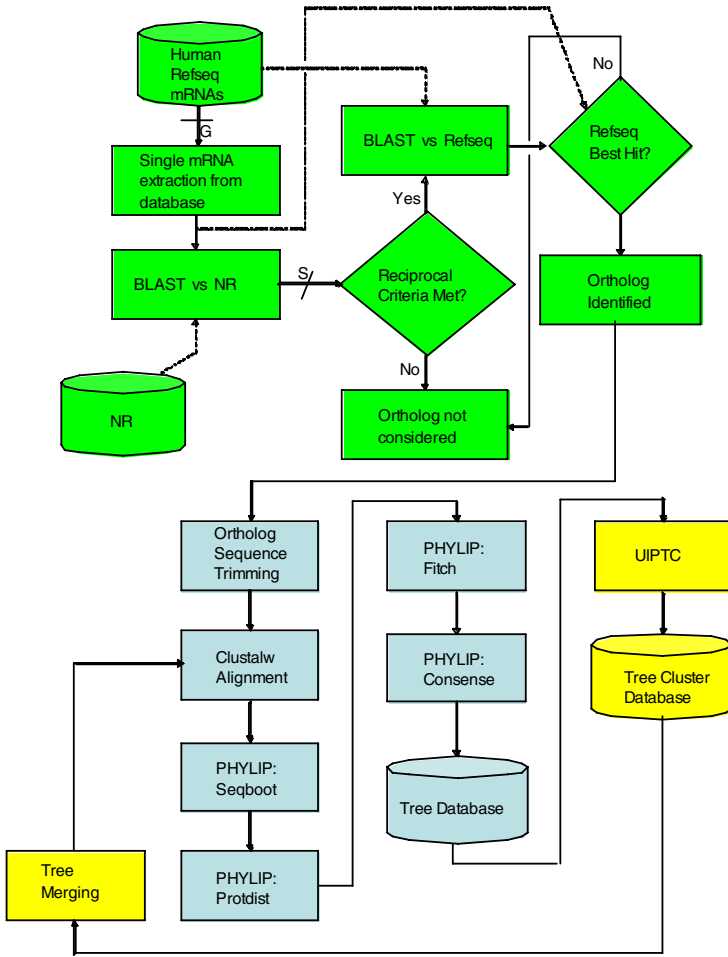 Human
Refseq
mRNAs
G
Single mRNA
extraction from
database
BLAST vs NR
NR
S
BLAST vs Refseq
Yes
Reciprocal
Criteria Met?
No
Ortholog not
considered
No
Refseq
Best Hit?
Ortholog
Identified
Ortholog
Sequence
Trimming
Clustalw
Alignment
PHYLIP:
Seqboot
PHYLIP:
Protdist
PHYLIP:
Fitch
PHYLIP:
Consense
Tree Database
UIPTC
Tree Cluster
Database
Tree
Merging